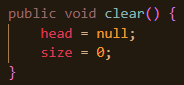 public void clear() {
    head = null;
    size = 0;
}